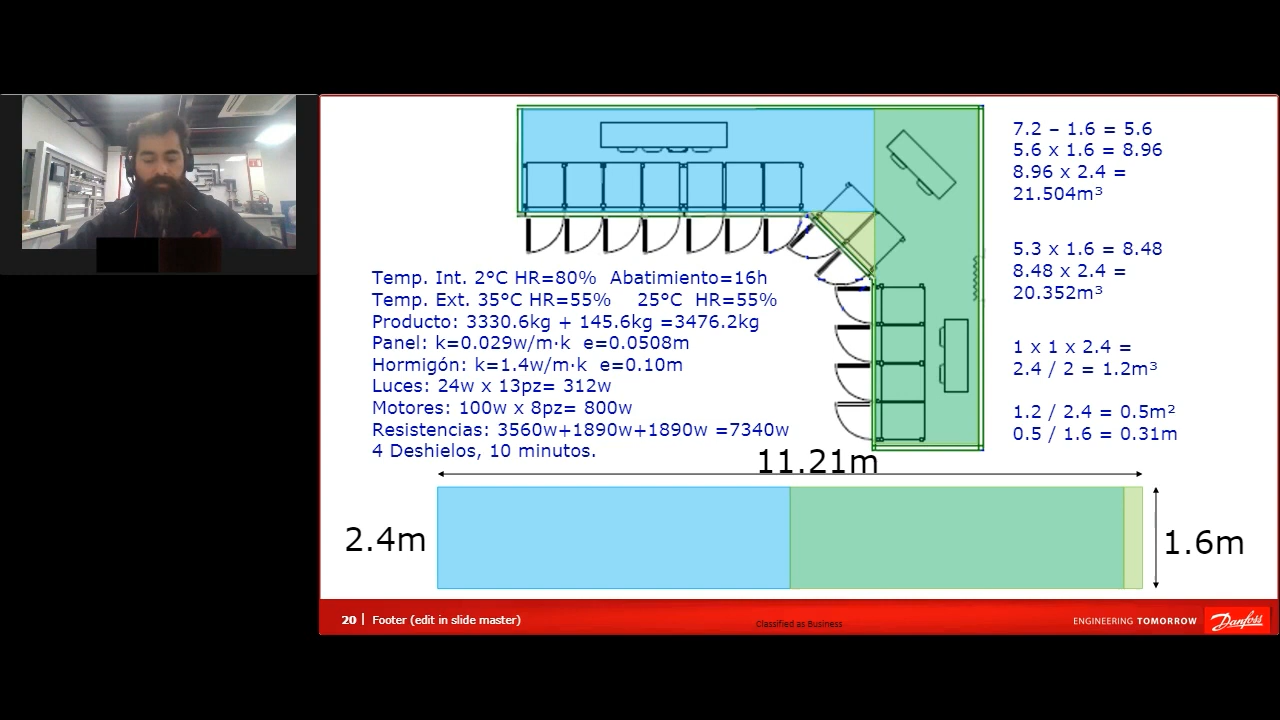 7.2 – 1.6 = 5.6
5.6 x 1.6 = 8.96
8.96 x 2.4 =
21.504m³
5.3 x 1.6 = 8.48
8.48 x 2.4 =
20.352m³
1 x 1 x 2.4 =
2.4 / 2 = 1.2m³
1.2 / 2.4 = 0.5m²
0.5 / 1.6 = 0.31m
Temp. Int. 2°C HR=80% Abatimiento=16h
Temp. Ext. 35°C HR=55% 25°C HR=55%
Producto: 3330.6kg + 145.6kg =3476.2kg
Panel: k=0.029w/m·k e=0.0508m
Hormigón: k=1.4w/m·k e=0.10m
Luces: 24w x 13pz= 312w
Motores: 100w x 8pz= 800w
Resistencias: 3560w+1890w+1890w =7340w
4 Deshielos, 10 minutos.
11.21m
2.4m
1.6m
20 | Footer (edit in slide master)
Classified as Business
ENGINEERING TOMORROW
Danfoss